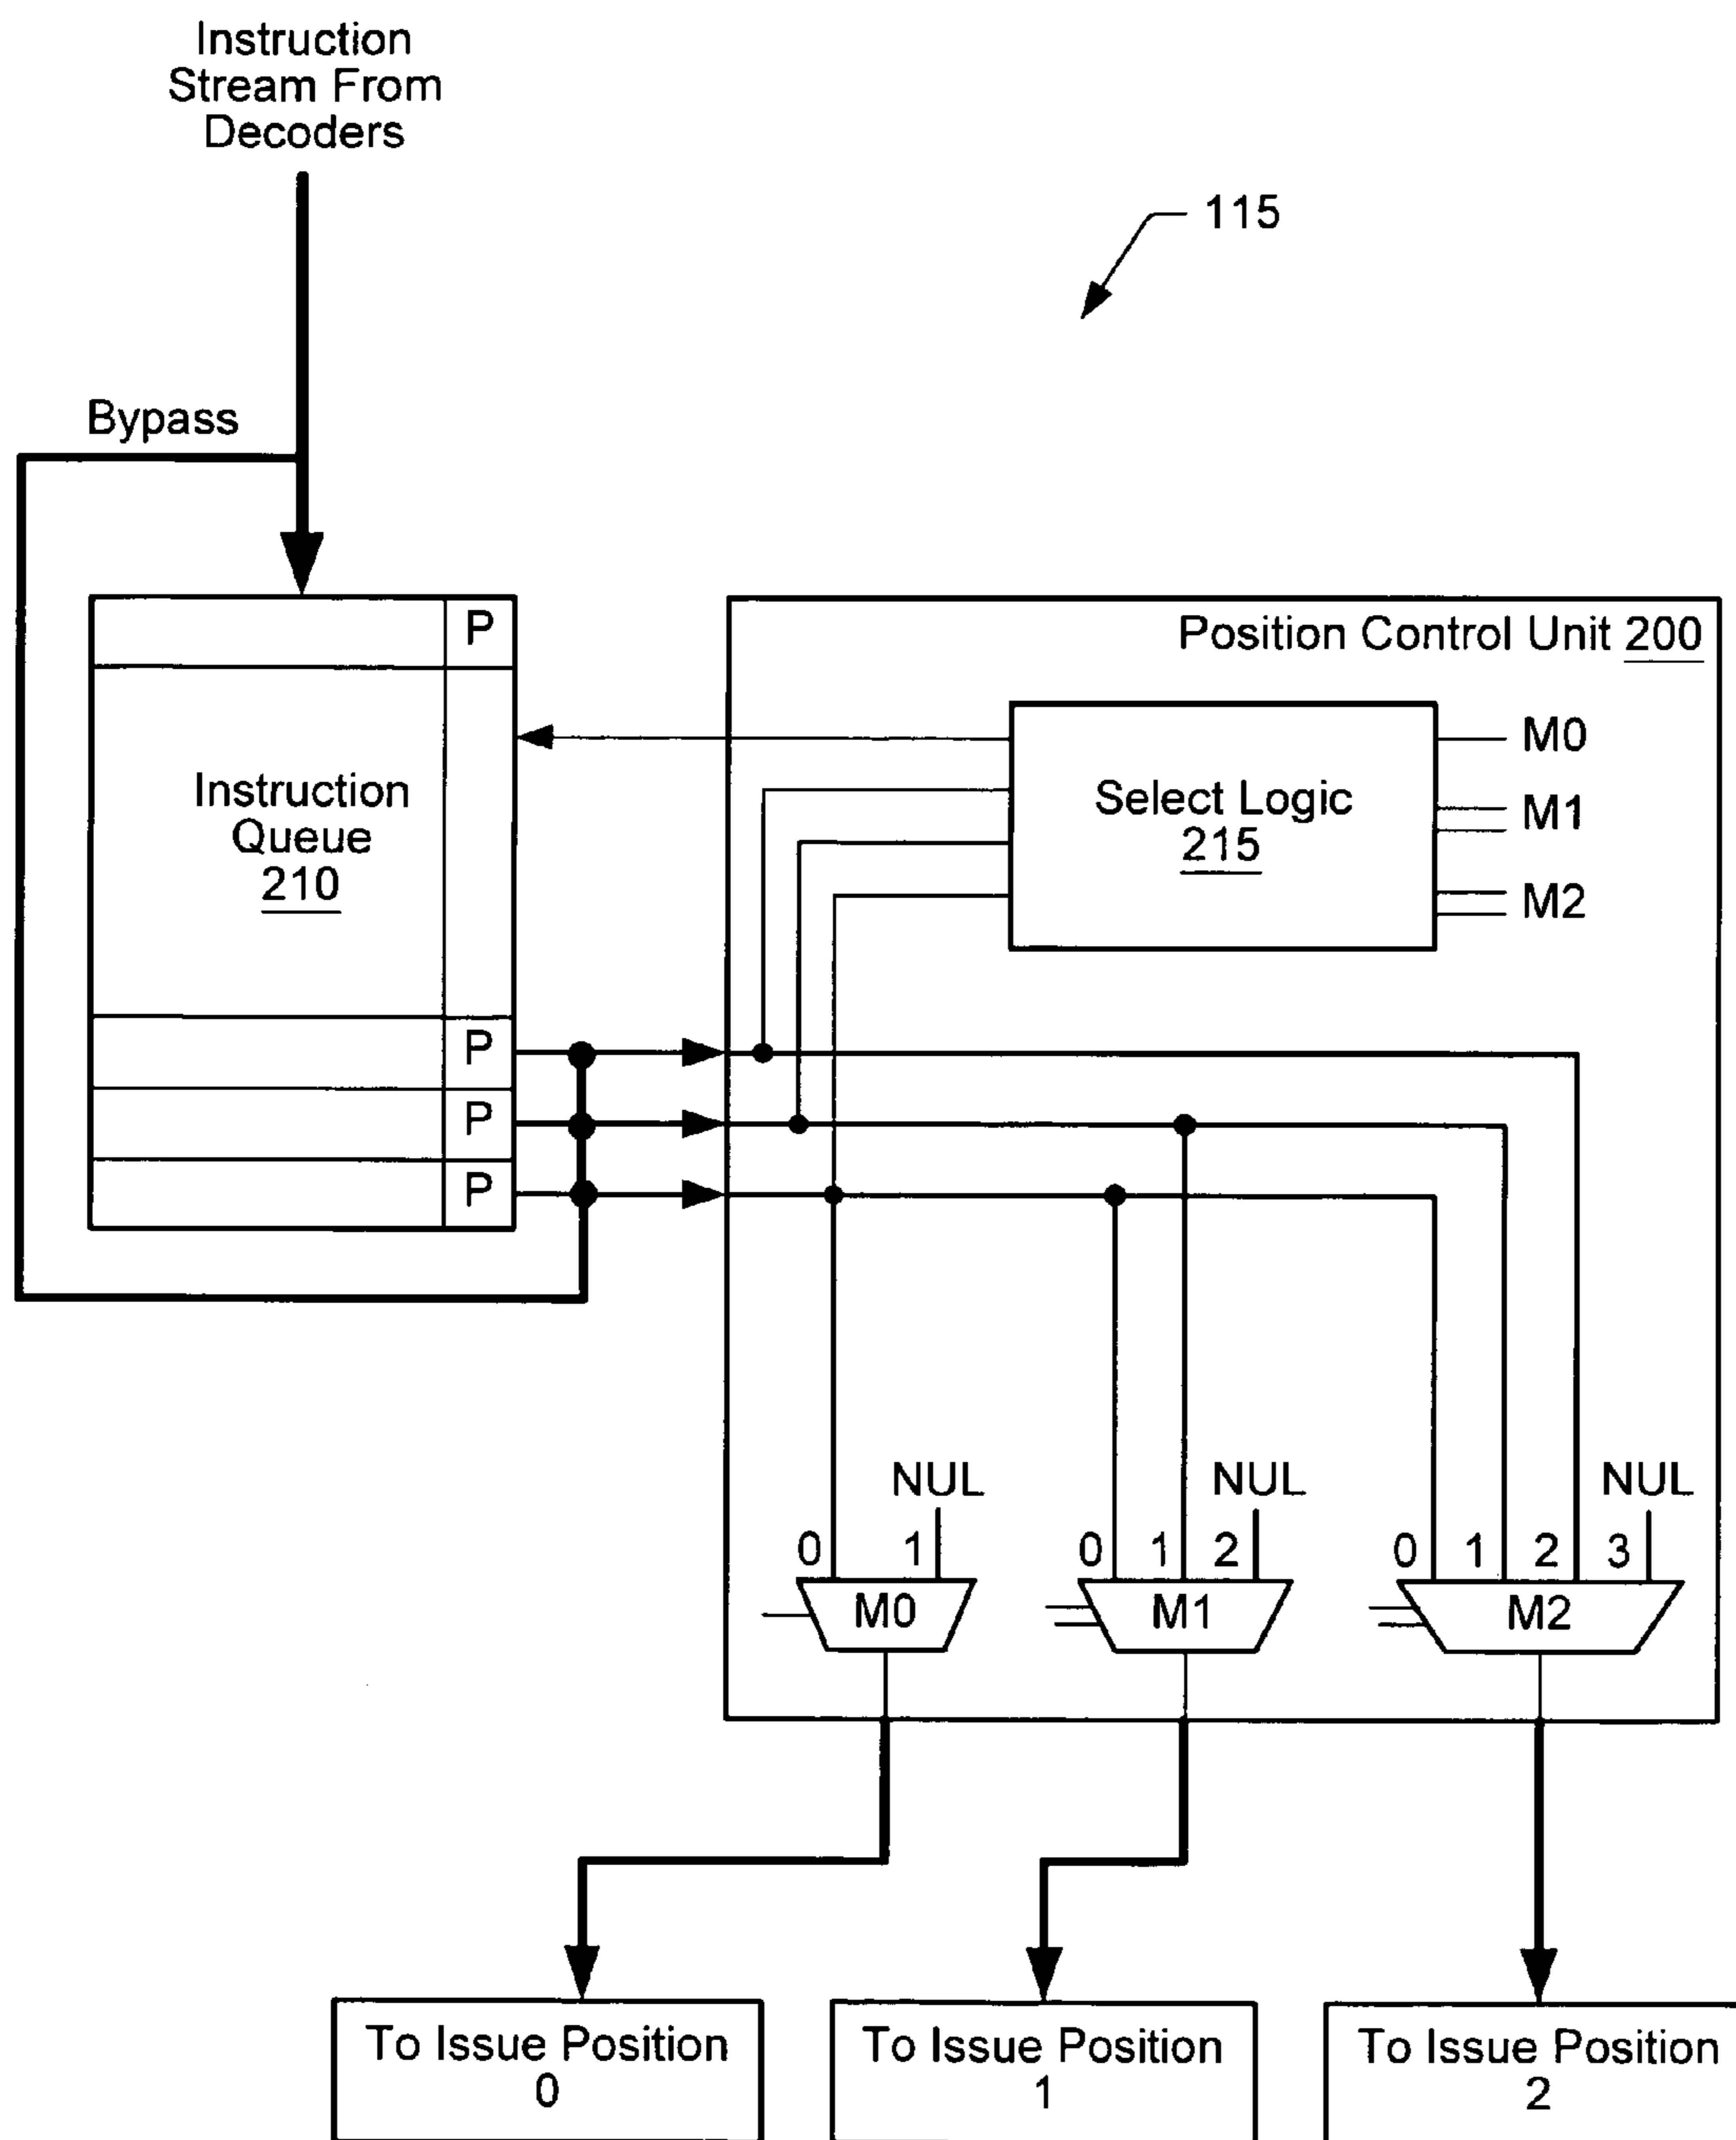 Instruction
Stream From
Decoders
115
Bypass
P
Position Control Unit 200
M0
Instruction
Queue
210
Select Logic
215
M1
M2
P
P
P
NUL
NUL
NUL
0
1
0
1
2
0
1
2
3
M0
M1
M2
To Issue Position
0
To Issue Position
1
To Issue Position
2